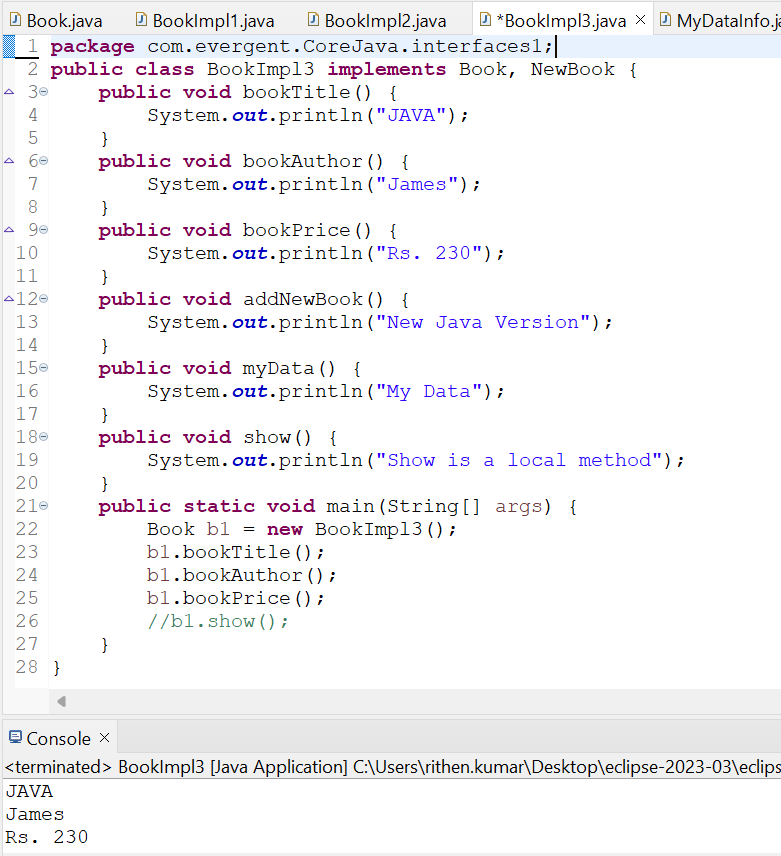 Book.java BookImpl1.java BookImpl2.java *BookImpl3.java MyDataInfo.ja
1 package com.evergent.CoreJava.interfaces1;
2 public class BookImpl3 implements Book, NewBook {
3 public void bookTitle() {
4 System.out.println("JAVA");
5 }
6 public void bookAuthor() {
7 System.out.println("James");
8 }
9 public void bookPrice() {
10 System.out.println("Rs. 230");
11 }
12 public void addNewBook() {
13 System.out.println("New Java Version");
14 }
15 public void myData() {
16 System.out.println("My Data");
17 }
18 public void show() {
19 System.out.println("Show is a local method");
20 }
21 public static void main(String[] args) {
22 Book b1 = new BookImpl3();
23 b1.bookTitle();
24 b1.bookAuthor();
25 b1.bookPrice();
26 //b1.show();
27 }
28 }
Console
<terminated> BookImpl3 [Java Application] C:\Users\rithen.kumar\Desktop\eclipse-2023-03\eclips
JAVA
James
Rs. 230